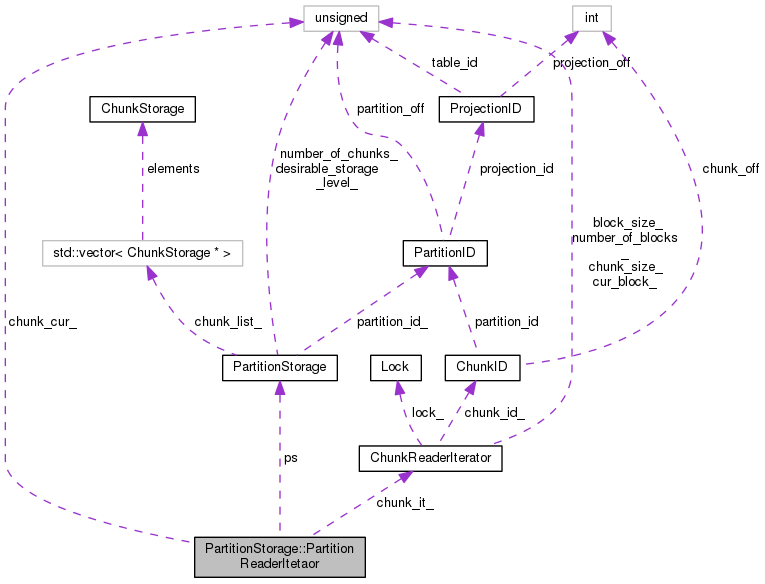 unsigned
int
table_id
projection_off
ChunkStorage
partition_off
ProjectionID
number_of_chunks_
desirable_storage
_level_
elements
projection_id
chunk_off
block_size_
number_of_blocks
_
chunk_size_
cur_block_
std::vector< ChunkStorage * >
PartitionID
chunk_cur_
chunk_list_
partition_id_
partition_id
PartitionStorage
Lock
ChunkID
lock_
chunk_id_
ps
ChunkReaderIterator
chunk_it_
PartitionStorage::Partition
ReaderItetaor